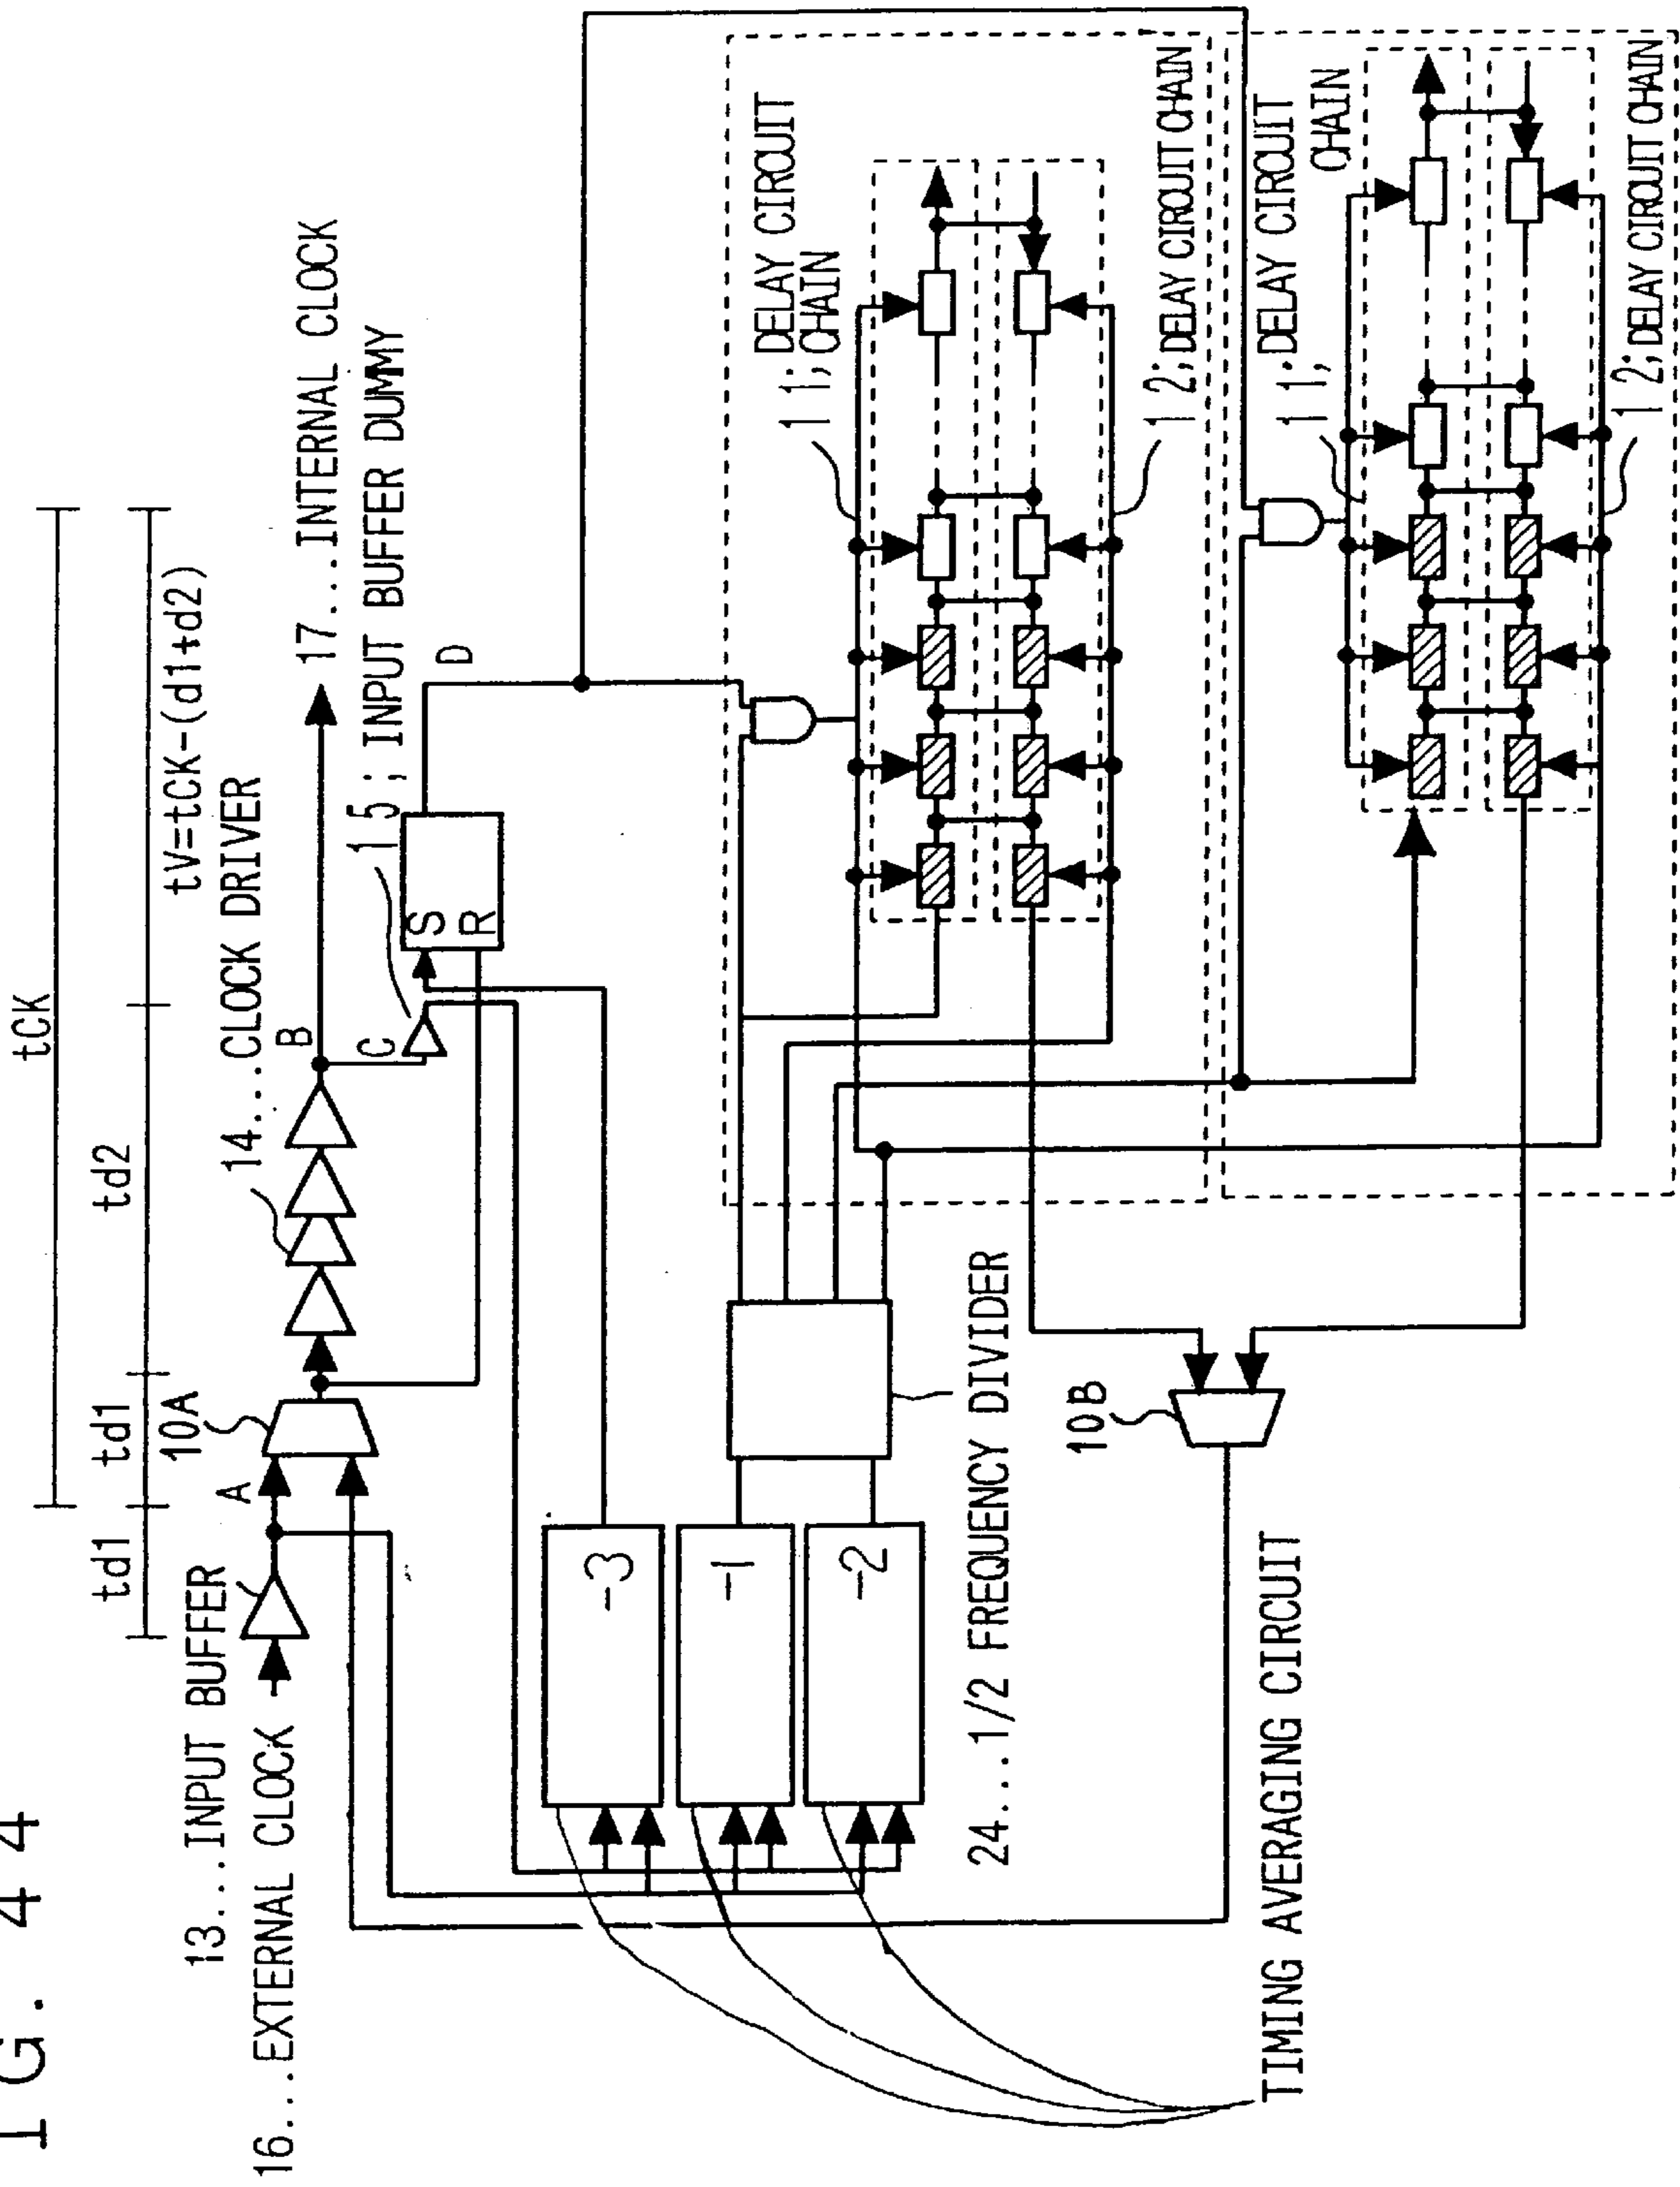 IG. 44
tCK
td1
td1
td2
tV=tCK-(d1+d2)
13...INPUT BUFFER
10A
14...CLOCK DRIVER
16...EXTERNAL CLOCK
A
B
17...INTERNAL CLOCK
C
15; INPUT BUFFER DUMMY
S
R
D
-3
-1
-2
24...1/2 FREQUENCY DIVIDER
10B
TIMING AVERAGING CIRCUIT
11; DELAY CIRCUIT
CHAIN
12; DELAY CIRCUIT CHAIN
11; DELAY CIRCUIT
CHAIN
12; DELAY CIRCUIT CHAIN